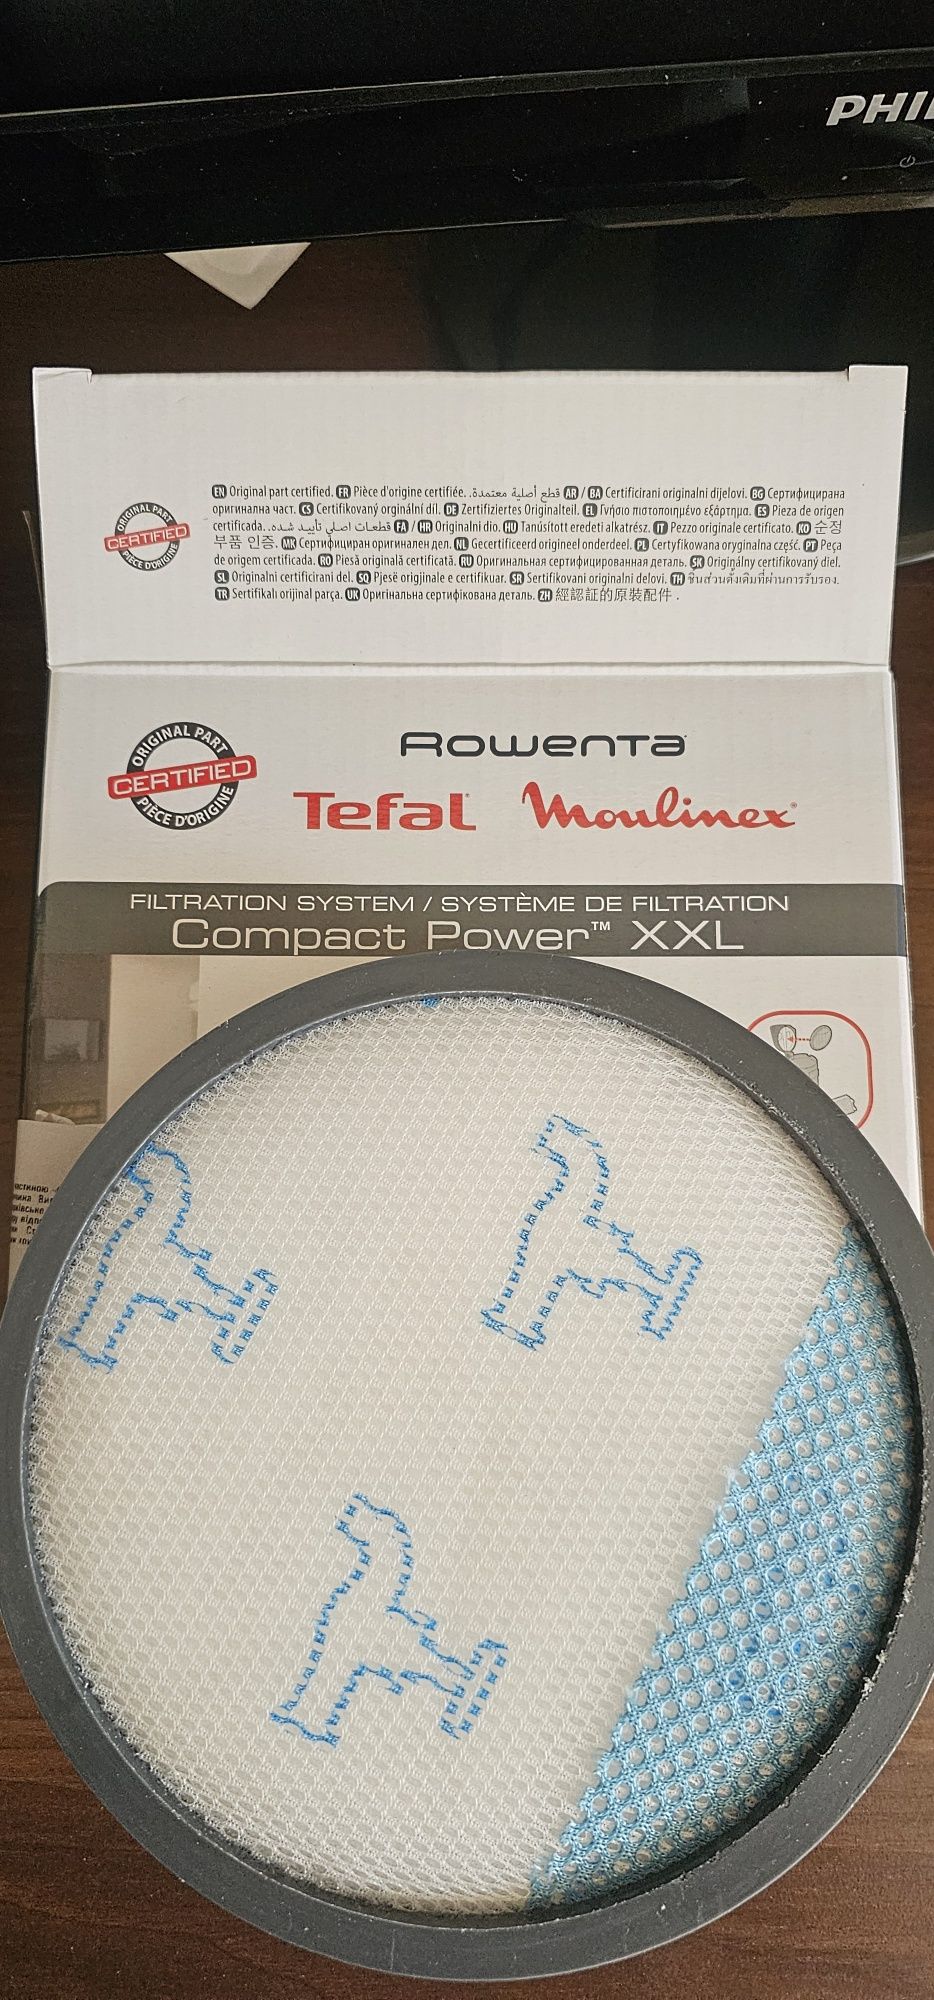 PHI
ORIGINAL PART
CERTIFIED
PIÈCE D'ORIGINE
EN Original part certified. FR Pièce d'origine certifiée. قطع أصلية معتمدة. AR / BA Certificirani originalni dijelovi. BG Сертифицирана
оригинална част. CS Certifikovaný orginální díl. DE Zertifiziertes Originalteil. EL Γνήσιο πιστοποιημένο εξάρτημα. ES Pieza de origen
certificada. قطعات اصلی تأیید شده. FA / HR Originalni dio. HU Tanúsított eredeti alkatrész. IT Pezzo originale certificato. KO 순정
부품 인증. MK Сертифициран оригинален дел. NL Gecertificeerd origineel onderdeel. PL Certyfikowana oryginalna część. PT Peça
de origem certificada. RO Piesă originală certificată. RU Оригинальная сертифицированная деталь. SK Originálny certifikovaný diel.
SL Originalni certificirani del. SQ Pjesë origjinale e certifikuar. SR Sertifikovani originalni delovi. TH ชิ้นส่วนดั้งเดิมที่ผ่านการรับรอง.
TR Sertifikalı orijinal parça. UK Оригінальна сертифікована деталь. ZH 經認証的原裝配件 .
ORIGINAL PART
CERTIFIED
PIÈCE D'ORIGINE
Rowenta
Tefal Moulinex
FILTRATION SYSTEM / SYSTÈME DE FILTRATION
Compact Power™ XXL